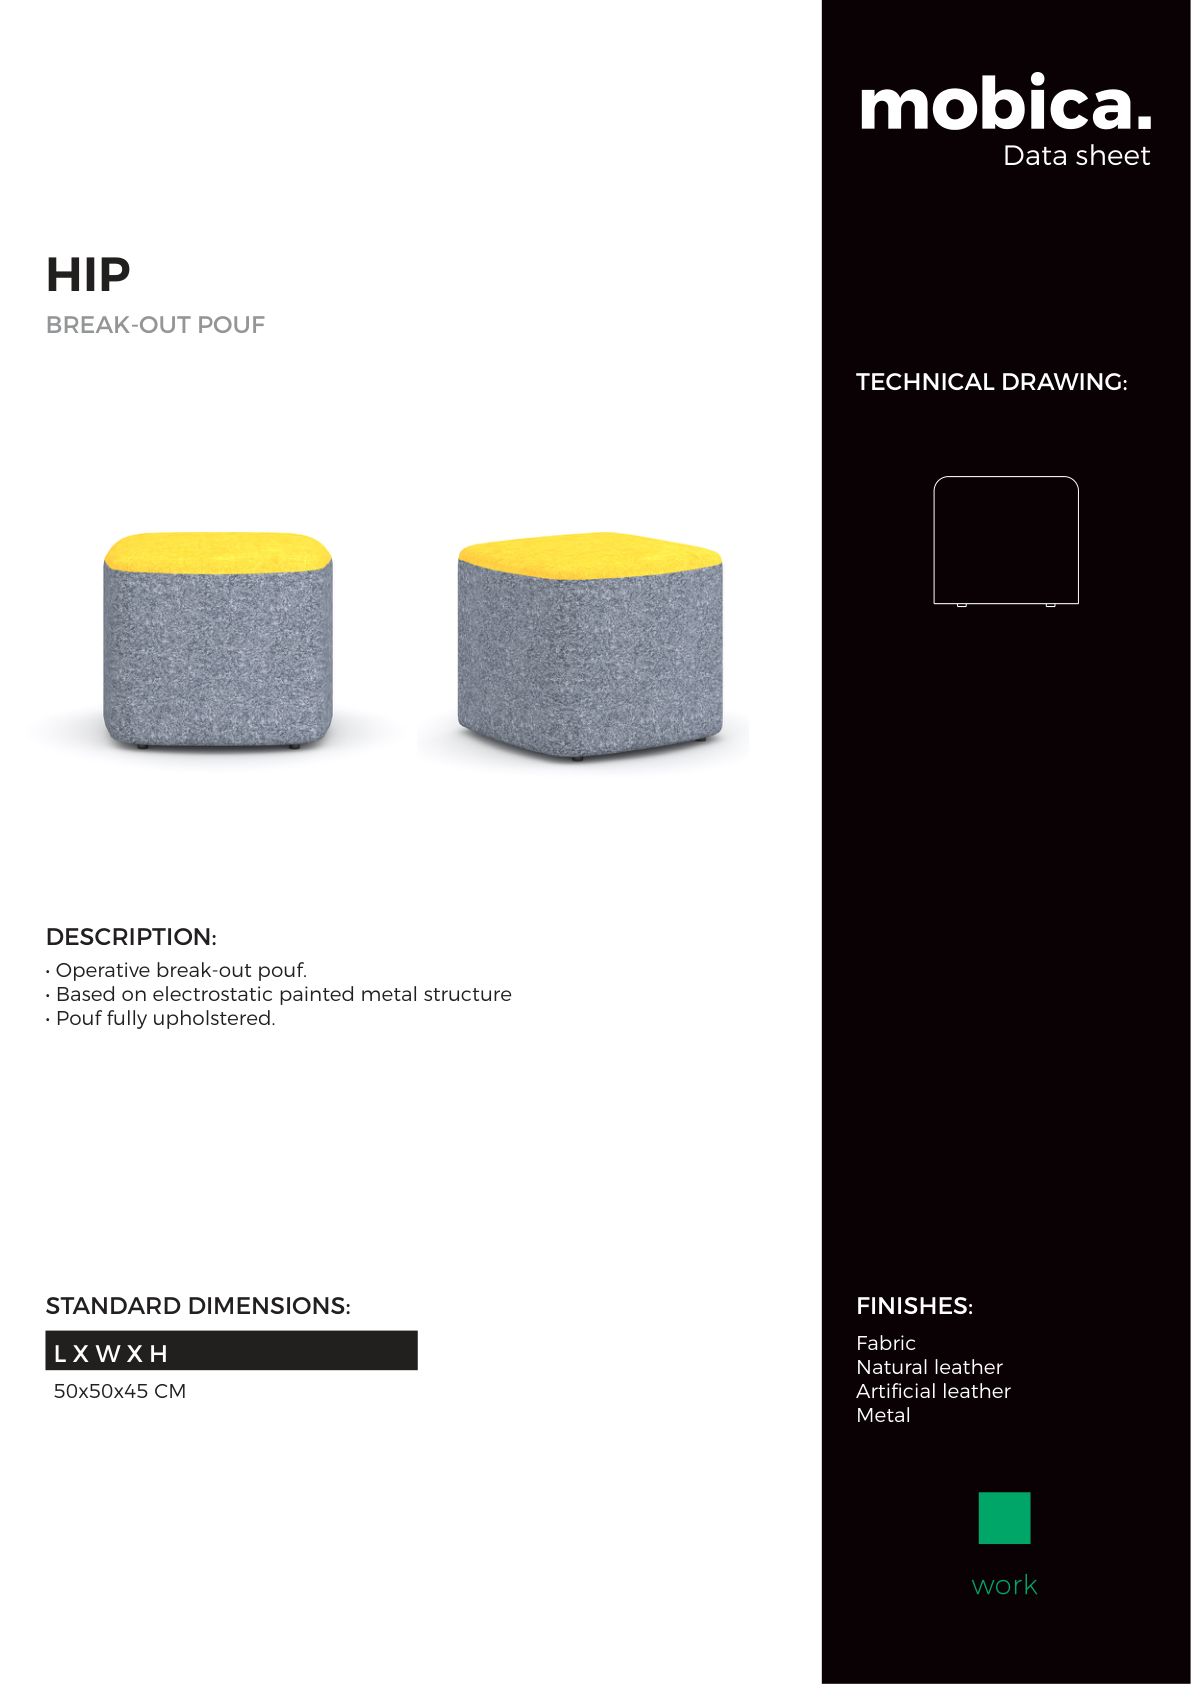 mobica.
Data sheet
HIP
BREAK-OUT POUF
TECHNICAL DRAWING:
DESCRIPTION:
• Operative break-out pouf.
• Based on electrostatic painted metal structure
• Pouf fully upholstered.
STANDARD DIMENSIONS:
L X W X H
50x50x45 CM
FINISHES:
Fabric
Natural leather
Artificial leather
Metal
work